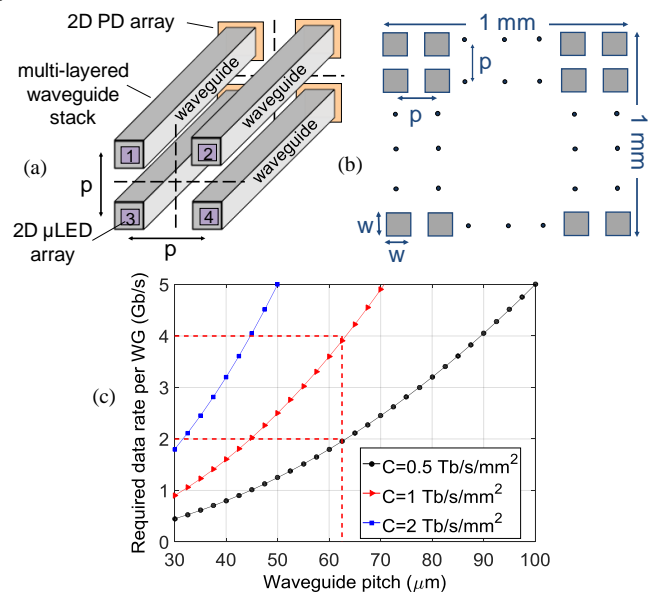 2D PD array
multi-layered
waveguide
stack
waveguide
waveguide
waveguide
waveguide
1
2
3
4
(a)
p
p
2D µLED
array
1 mm
p
p
1 mm
(b)
w
w
(c)
Required data rate per WG (Gb/s)
5
4
3
2
1
0
30 40 50 60 70 80 90 100
Waveguide pitch (μm)
C=0.5 Tb/s/mm²
C=1 Tb/s/mm²
C=2 Tb/s/mm²